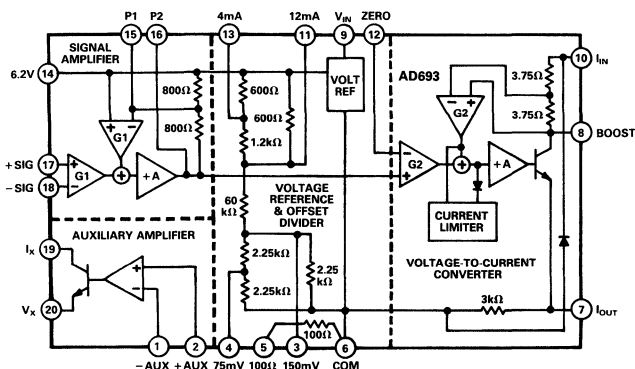 P1 P2 4mA 12mA VIN ZERO
15 16 13 11 9 12
SIGNAL
AMPLIFIER
6.2V 14
800Ω
800Ω
+ -
G1
+SIG 17
-SIG 18
+
-
G1
+
+A
600Ω
600Ω
1.2kΩ
60
kΩ
VOLTAGE
REFERENCE
& OFFSET
DIVIDER
2.25kΩ
2.25kΩ
2.25
kΩ
100Ω
VOLT
REF
AD693
3.75Ω
3.75Ω
10 IIN
8 BOOST
- +
G2
-
+
G2
+
+A
CURRENT
LIMITER
VOLTAGE-TO-CURRENT
CONVERTER
3kΩ
7 IOUT
AUXILIARY AMPLIFIER
IX 19
VX 20
+
-
1 2 4 5 3 6
-AUX +AUX 75mV 100Ω 150mV COM